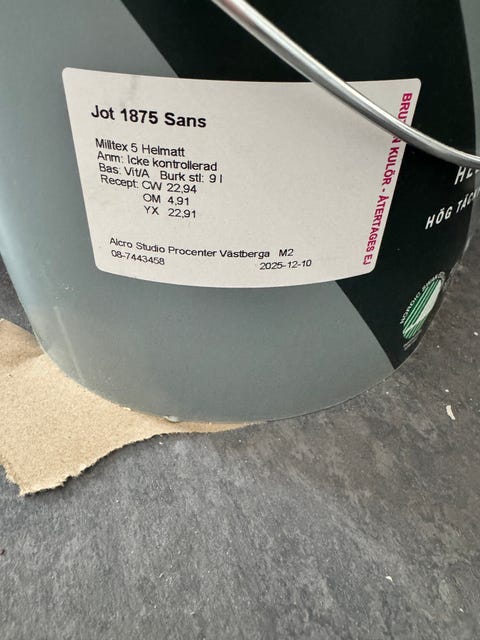 Jot 1875 Sans
Milltex 5 Helmatt
Anm: Icke kontrollerad
Bas: Vit/A Burk stl: 9 l
Recept: CW 22,94
OM 4,91
YX 22,91
Alcro Studio Procenter Västberga M2
08-7443458 2025-12-10
KULÖR - ÅTERTAGES EJ
HÖG